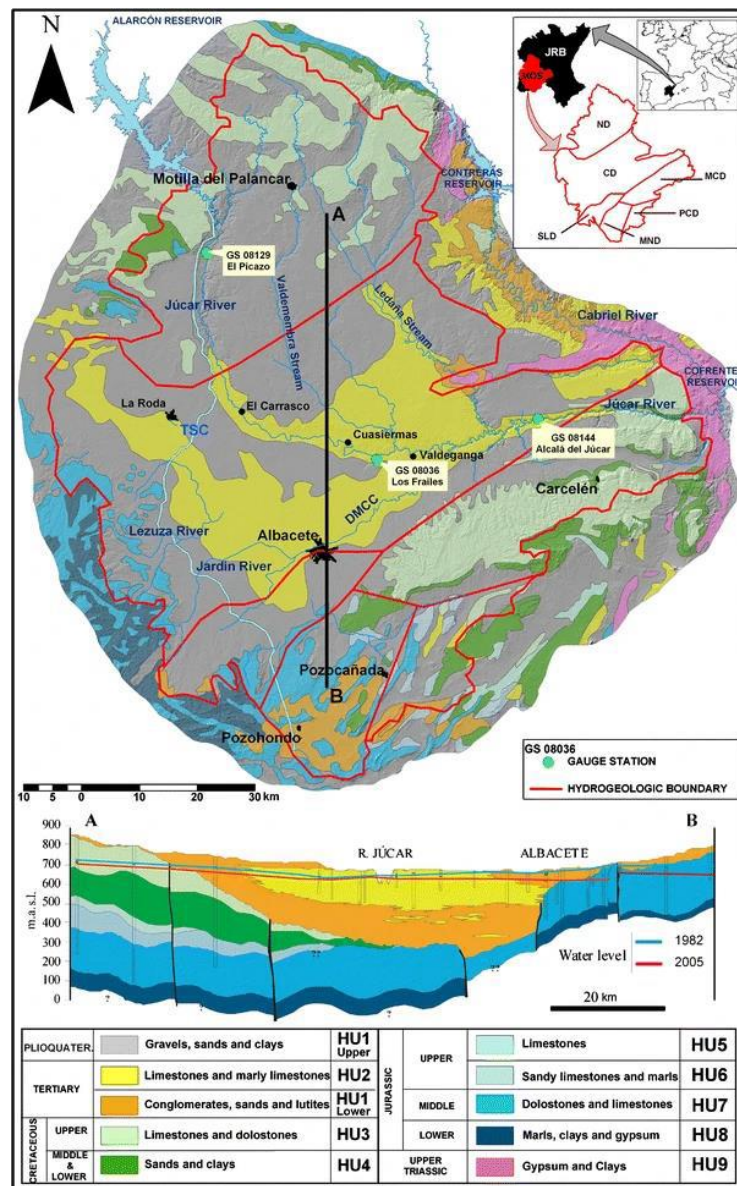 N
ALARCÓN RESERVOIR
JRB
MOS
ND
CD
MCD
PCD
SLD
MND
Motilla del Palancar
CONTRERAS
RESERVOIR
A
GS 08129
El Picazo
Júcar River
Valdemembra Stream
Ledaña Stream
Cabriel River
COFRENTES
RESERVOIR
La Roda
TSC
El Carrasco
Júcar River
Cuasiermas
GS 08144
Alcalá del Júcar
Valdeganga
GS 08036
Los Frailes
Carcelén
DMCC
Lezuza River
Albacete
Jardin River
Pozocañada
B
Pozohondo
GS 08036
GAUGE STATION
HYDROGEOLOGIC BOUNDARY
10 5 0 10 20 30 km
A B
900
800
700
600
500
400
300
200
100
0
m.a.s.l.
R. JÚCAR
ALBACETE
??
??
? ? ? ?
Water level
1982
2005
20 km
PLIOQUATER.
Gravels, sands and clays
HU1
Upper
TERTIARY
Limestones and marly limestones
HU2
Conglomerates, sands and lutites
HU1
Lower
CRETACEOUS
UPPER
Limestones and dolostones
HU3
MIDDLE
&
LOWER
Sands and clays
HU4
JURASSIC
UPPER
Limestones
HU5
Sandy limestones and marls
HU6
MIDDLE
Dolostones and limestones
HU7
LOWER
Marls, clays and gypsum
HU8
UPPER
TRIASSIC
Gypsum and Clays
HU9